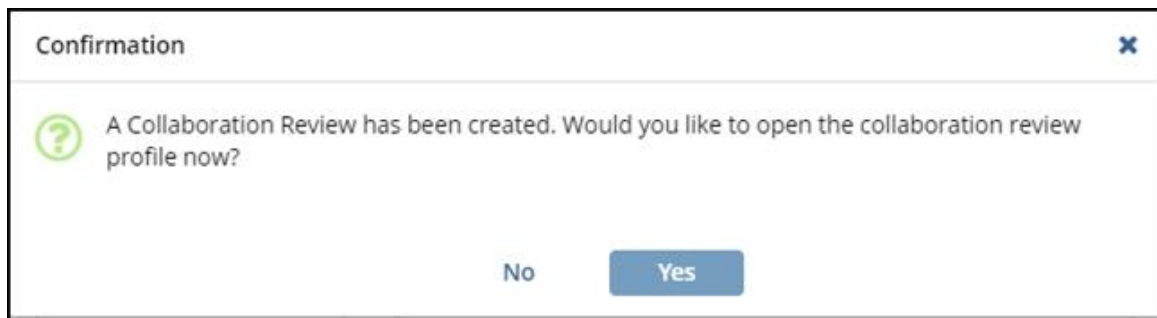 Confirmation
A Collaboration Review has been created. Would you like to open the collaboration review
profile now?
No
Yes